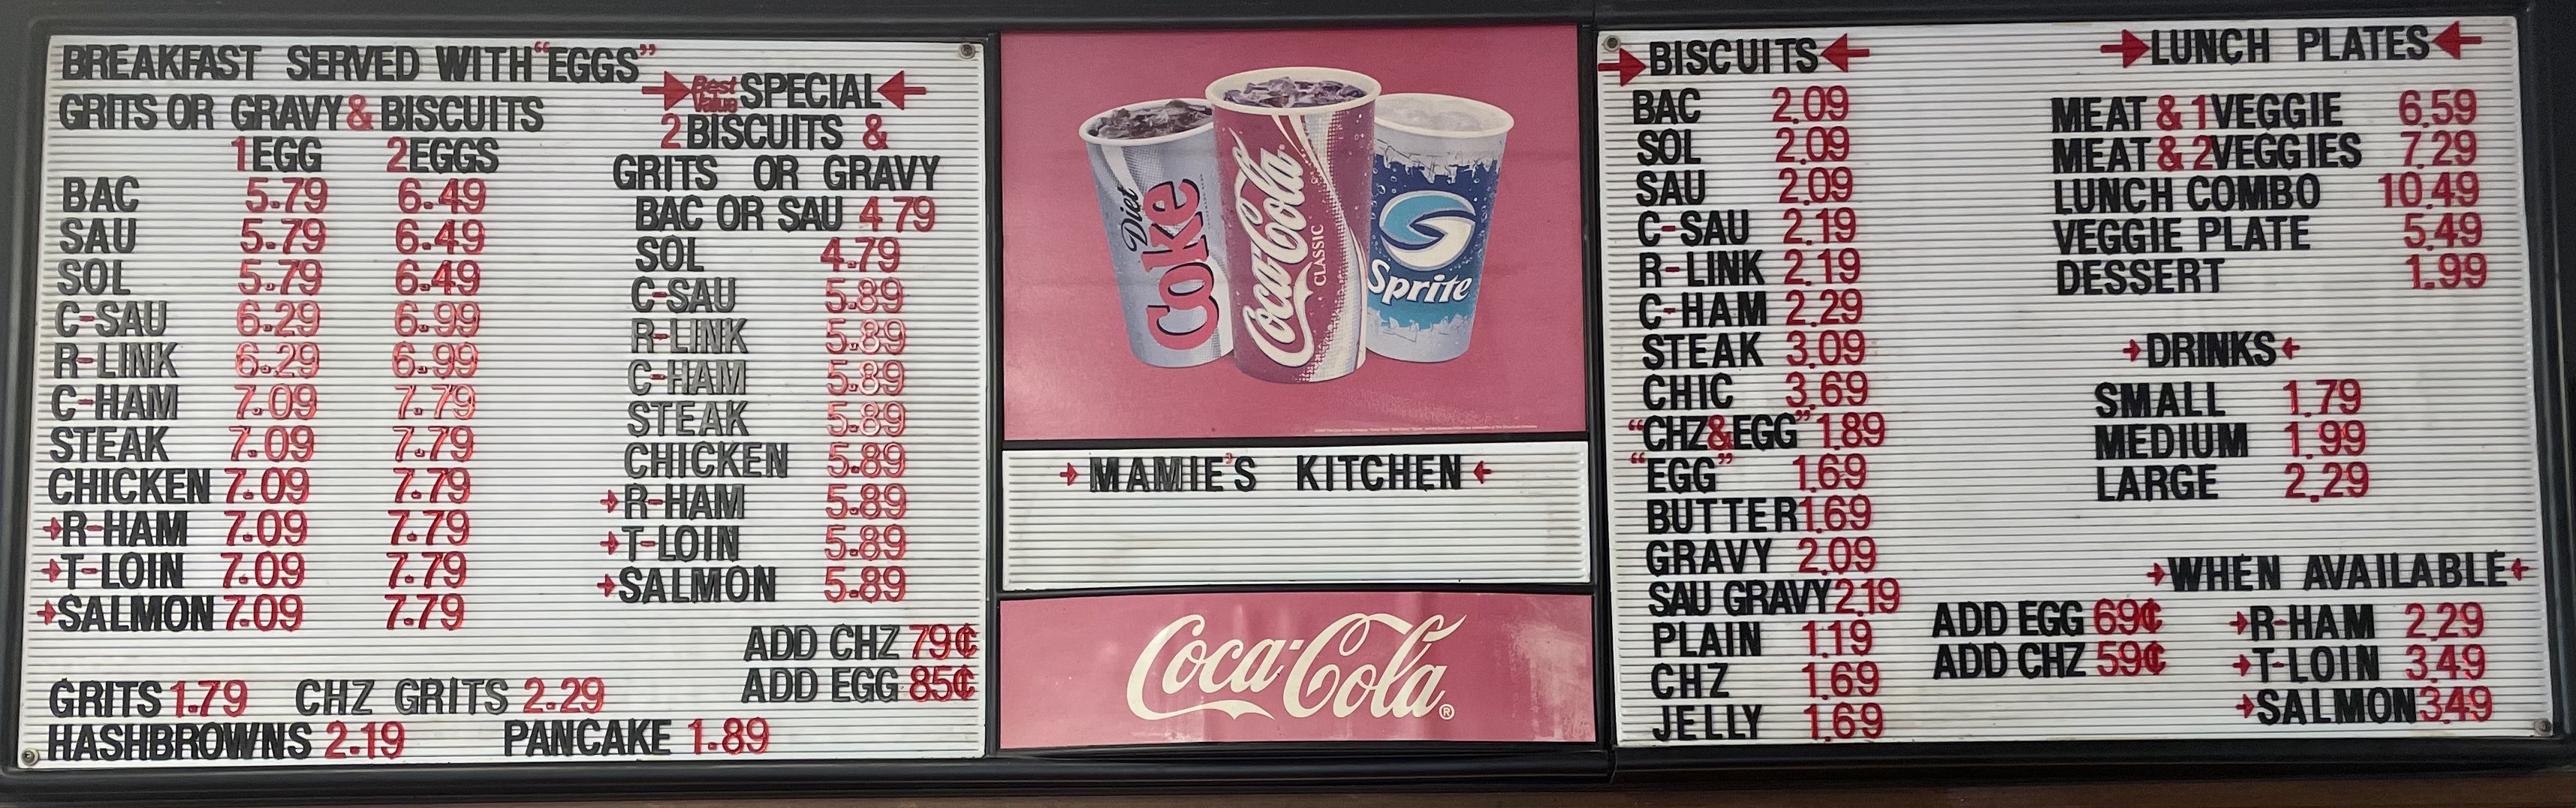 BREAKFAST SERVED WITH "EGGS"
GRITS OR GRAVY & BISCUITS
1EGG 2EGGS
BAC 5.79 6.49
SAU 5.79 6.49
SOL 5.79 6.49
C-SAU 6.29 6.99
R-LINK 6.29 6.99
C-HAM 7.09 7.79
STEAK 7.09 7.79
CHICKEN 7.09 7.79
R-HAM 7.09 7.79
T-LOIN 7.09 7.79
SALMON 7.09 7.79
Best Value SPECIAL
2 BISCUITS &
GRITS OR GRAVY
BAC OR SAU 4.79
SOL 4.79
C-SAU 5.89
R-LINK 5.89
C-HAM 5.89
STEAK 5.89
CHICKEN 5.89
R-HAM 5.89
T-LOIN 5.89
SALMON 5.89
ADD CHZ 79¢
ADD EGG 85¢
GRITS 1.79 CHZ GRITS 2.29
HASHBROWNS 2.19 PANCAKE 1.89
Diet Coke
Coca-Cola CLASSIC
Sprite
MAMIE'S KITCHEN
Coca-Cola®
BISCUITS
BAC 2.09
SOL 2.09
SAU 2.09
C-SAU 2.19
R-LINK 2.19
C-HAM 2.29
STEAK 3.09
CHIC 3.69
"CHZ&EGG" 1.89
"EGG" 1.69
BUTTER 1.69
GRAVY 2.09
SAU GRAVY 2.19
PLAIN 1.19
CHZ 1.69
JELLY 1.69
ADD EGG 69¢
ADD CHZ 59¢
LUNCH PLATES
MEAT & 1 VEGGIE 6.59
MEAT & 2 VEGGIES 7.29
LUNCH COMBO 10.49
VEGGIE PLATE 5.49
DESSERT 1.99
DRINKS
SMALL 1.79
MEDIUM 1.99
LARGE 2.29
WHEN AVAILABLE
R-HAM 2.29
T-LOIN 3.49
SALMON 3.49